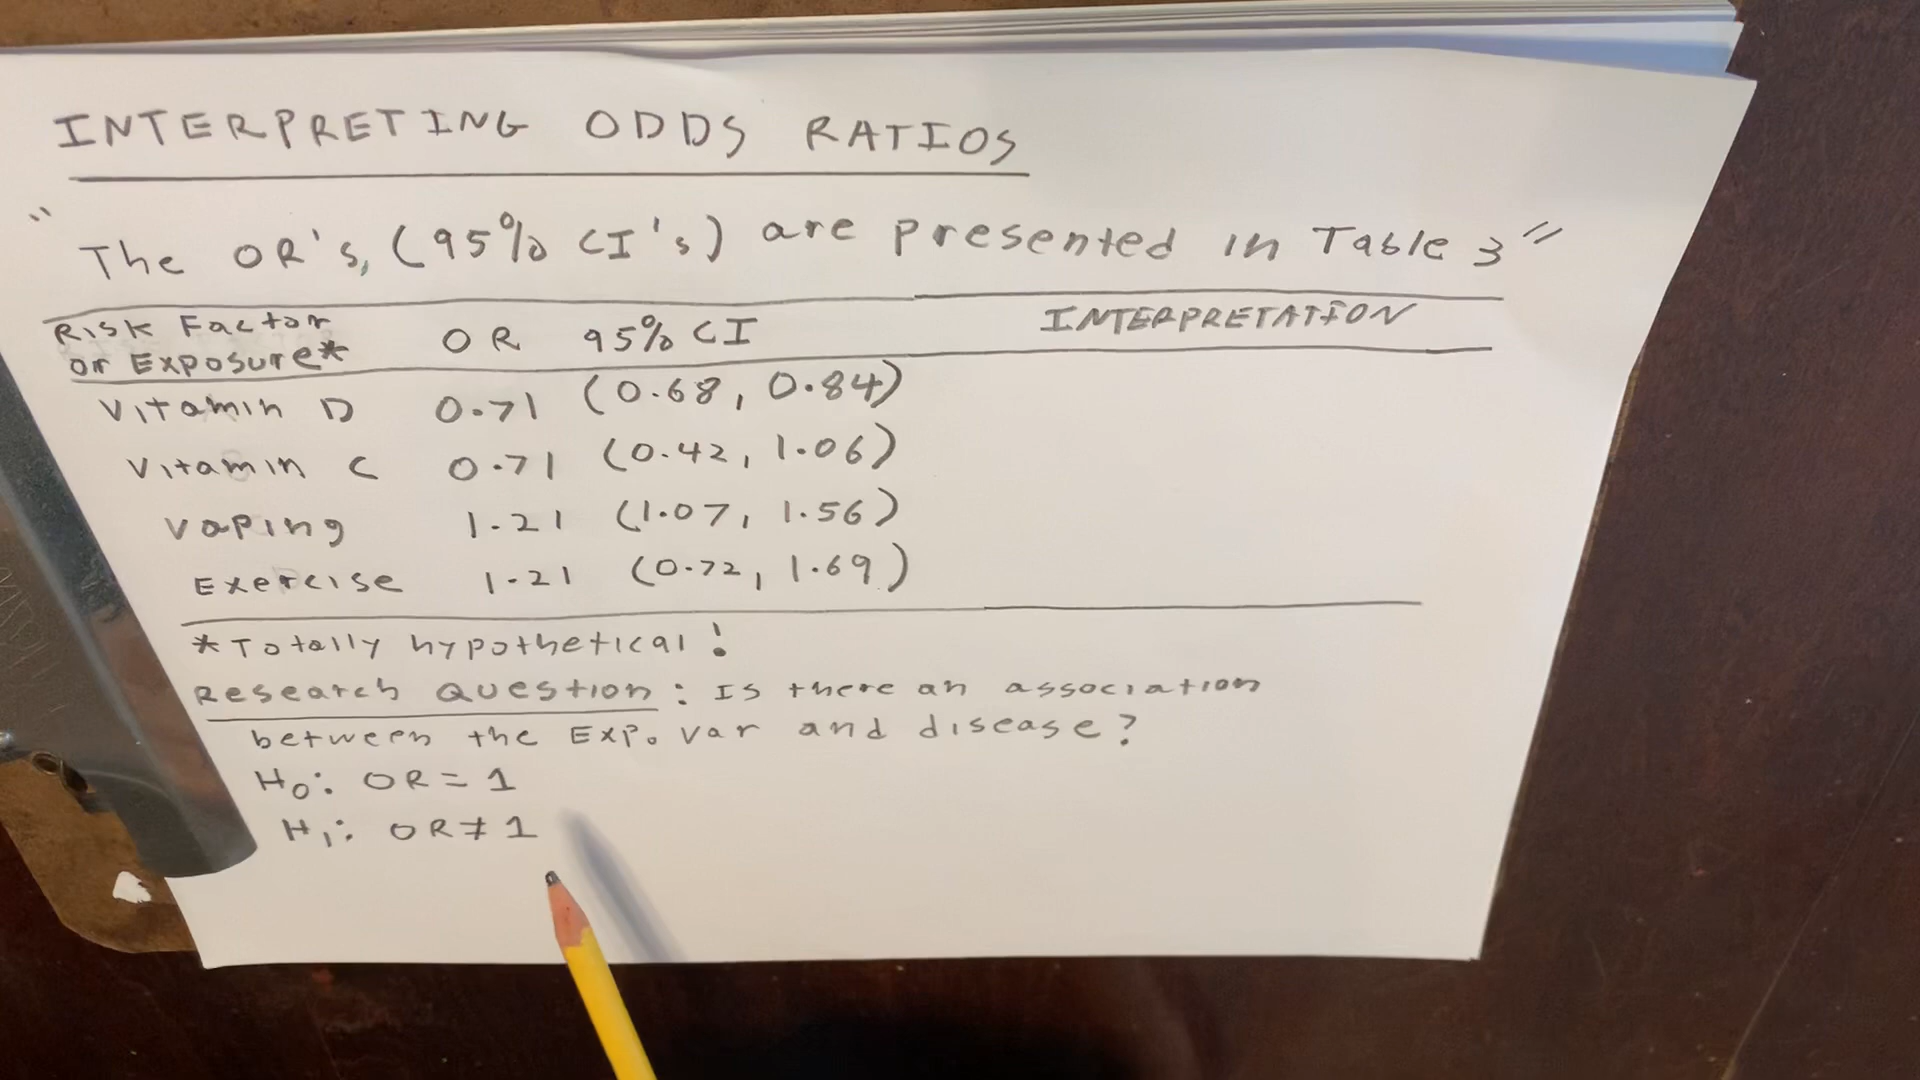 INTERPRETING ODDS RATIOS
"The OR's, (95% CI's) are presented in Table 3"
Risk Factor or Exposure* OR 95% CI INTERPRETATION
Vitamin D 0.71 (0.68, 0.84)
Vitamin C 0.71 (0.42, 1.06)
Vaping 1.21 (1.07, 1.56)
Exercise 1.21 (0.72, 1.69)
*Totally hypothetical!
Research Question: Is there an association
between the Exp. var and disease?
H₀: OR = 1
H₁: OR ≠ 1